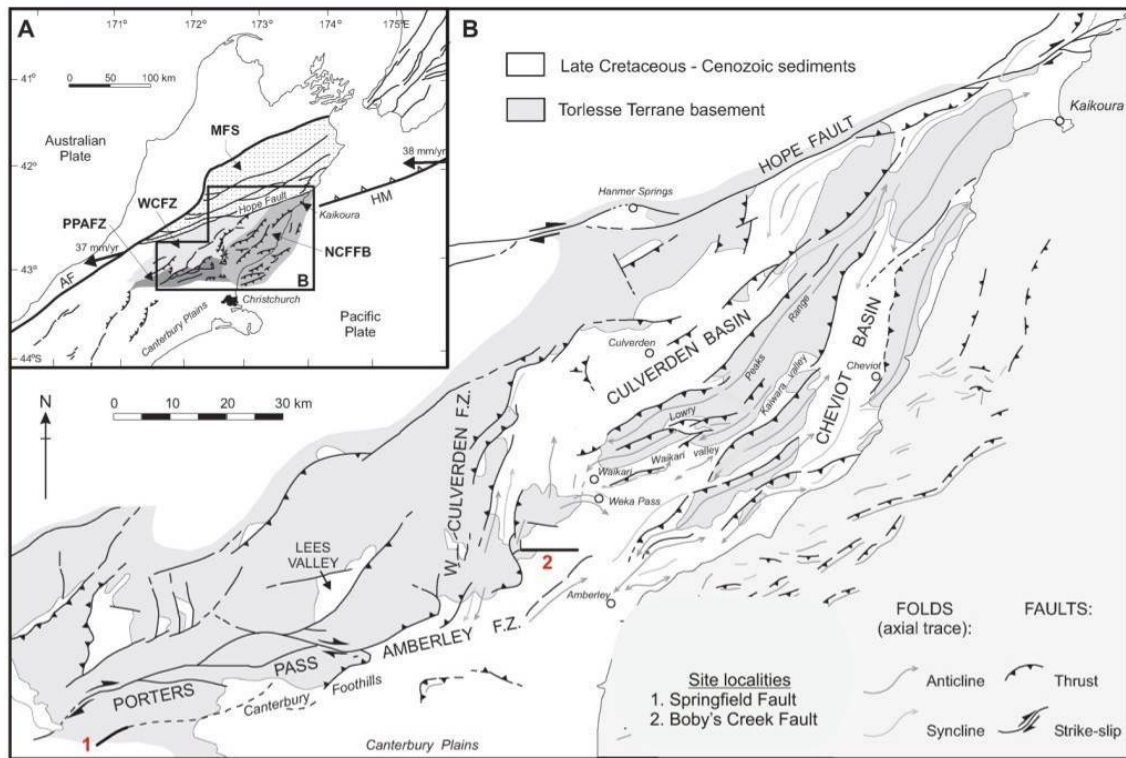 A
171°
172°
173°
175°E
0
50
100 km
41°
42°
43°
44°S
Australian
Plate
MFS
WCFZ
PPAFZ
37 mm/yr
38 mm/yr
AF
HM
Hope Fault
Kaikoura
NCFFB
B
Christchurch
Canterbury Plains
Pacific
Plate
B
Late Cretaceous - Cenozoic sediments
Torlesse Terrane basement
Kaikoura
HOPE FAULT
Hanmer Springs
N
0 10 20 30 km
Culverden
CULVERDEN BASIN
Lowry Peaks Range
Kaiwara valley
CHEVIOT BASIN
Cheviot
Waikari valley
Waikari
Weka Pass
W. CULVERDEN F.Z.
LEES
VALLEY
2
Amberley
PORTERS PASS AMBERLEY F.Z.
Canterbury Foothills
1
Canterbury Plains
Site localities
1. Springfield Fault
2. Boby's Creek Fault
FOLDS
(axial trace):
Anticline
Syncline
FAULTS:
Thrust
Strike-slip